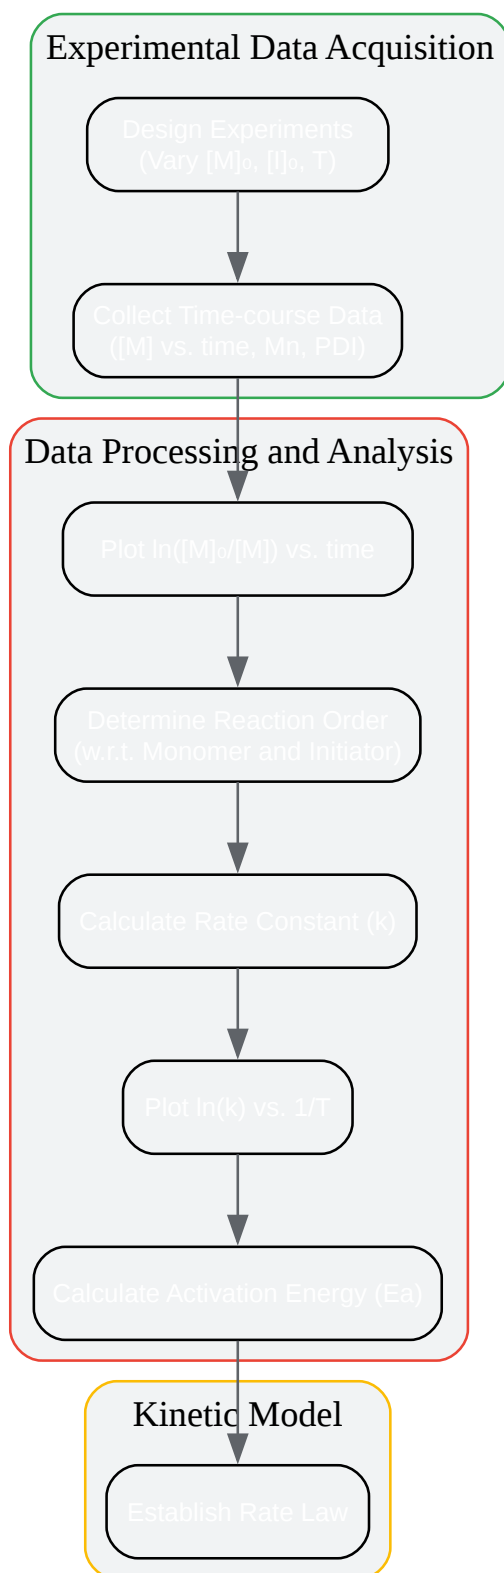 Experimental Data Acquisition
Design Experiments
(Vary [M]₀, [I]₀, T)
Collect Time-course Data
([M] vs. time, Mn, PDI)
Data Processing and Analysis
Plot ln([M]₀/[M]) vs. time
Determine Reaction Order
(w.r.t. Monomer and Initiator)
Calculate Rate Constant (k)
Plot ln(k) vs. 1/T
Calculate Activation Energy (Ea)
Kinetic Model
Establish Rate Law